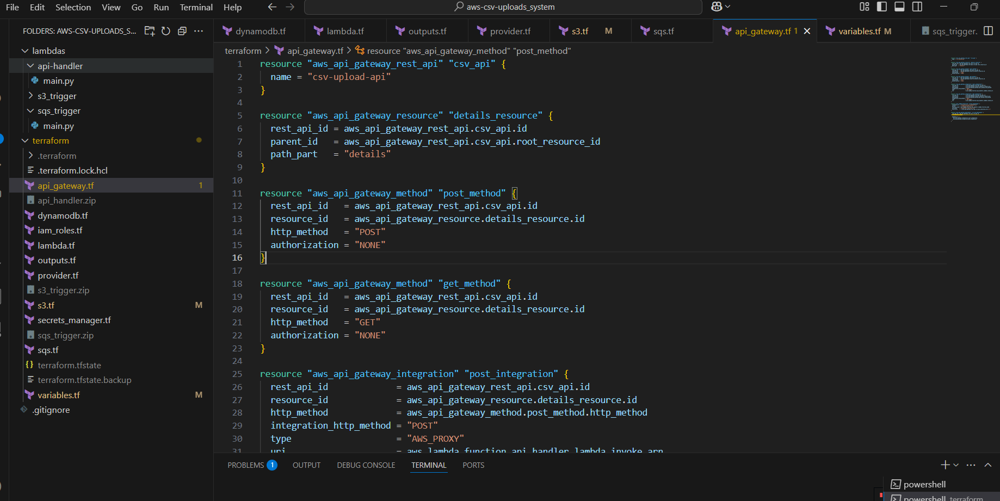 File Edit Selection View Go Run Terminal Help
aws-csv-uploads_system
FOLDERS: AWS-CSV-UPLOADS_S...
lambdas
api-handler
main.py
s3_trigger
sqs_trigger
main.py
terraform
.terraform
.terraform.lock.hcl
api_gateway.tf 1
api_handler.zip
dynamodb.tf
iam_roles.tf
lambda.tf
outputs.tf
provider.tf
s3_trigger.zip
s3.tf M
secrets_manager.tf
sqs_trigger.zip
sqs.tf
terraform.tfstate
terraform.tfstate.backup
variables.tf M
.gitignore
dynamodb.tf lambda.tf outputs.tf provider.tf s3.tf M sqs.tf api_gateway.tf 1 variables.tf M sqs_trigger.
terraform > api_gateway.tf > resource "aws_api_gateway_method" "post_method"
1 resource "aws_api_gateway_rest_api" "csv_api" {
2 name = "csv-upload-api"
3 }
4
5 resource "aws_api_gateway_resource" "details_resource" {
6 rest_api_id = aws_api_gateway_rest_api.csv_api.id
7 parent_id = aws_api_gateway_rest_api.csv_api.root_resource_id
8 path_part = "details"
9 }
10
11 resource "aws_api_gateway_method" "post_method" {
12 rest_api_id = aws_api_gateway_rest_api.csv_api.id
13 resource_id = aws_api_gateway_resource.details_resource.id
14 http_method = "POST"
15 authorization = "NONE"
16 }
17
18 resource "aws_api_gateway_method" "get_method" {
19 rest_api_id = aws_api_gateway_rest_api.csv_api.id
20 resource_id = aws_api_gateway_resource.details_resource.id
21 http_method = "GET"
22 authorization = "NONE"
23 }
24
25 resource "aws_api_gateway_integration" "post_integration" {
26 rest_api_id = aws_api_gateway_rest_api.csv_api.id
27 resource_id = aws_api_gateway_resource.details_resource.id
28 http_method = aws_api_gateway_method.post_method.http_method
29 integration_http_method = "POST"
30 type = "AWS_PROXY"
31 uri = aws_lambda_function.api_handler_lambda.invoke_arn
PROBLEMS 1 OUTPUT DEBUG CONSOLE TERMINAL PORTS
powershell
powershell terraform